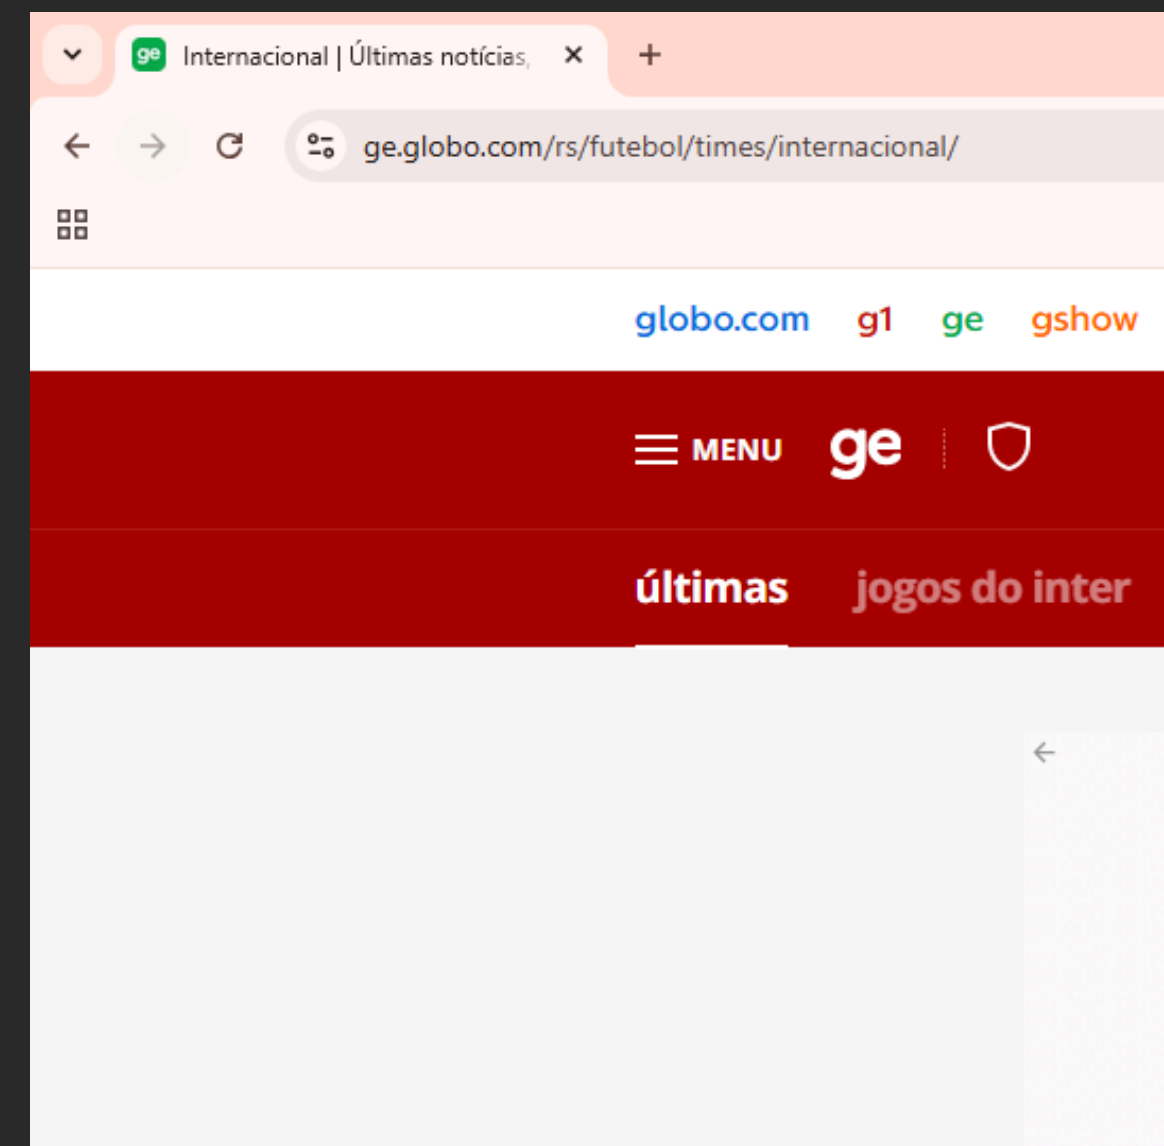 ge Internacional | Últimas notícias,
ge.globo.com/rs/futebol/times/internacional/
globo.com g1 ge gshow
MENU ge
últimas jogos do inter